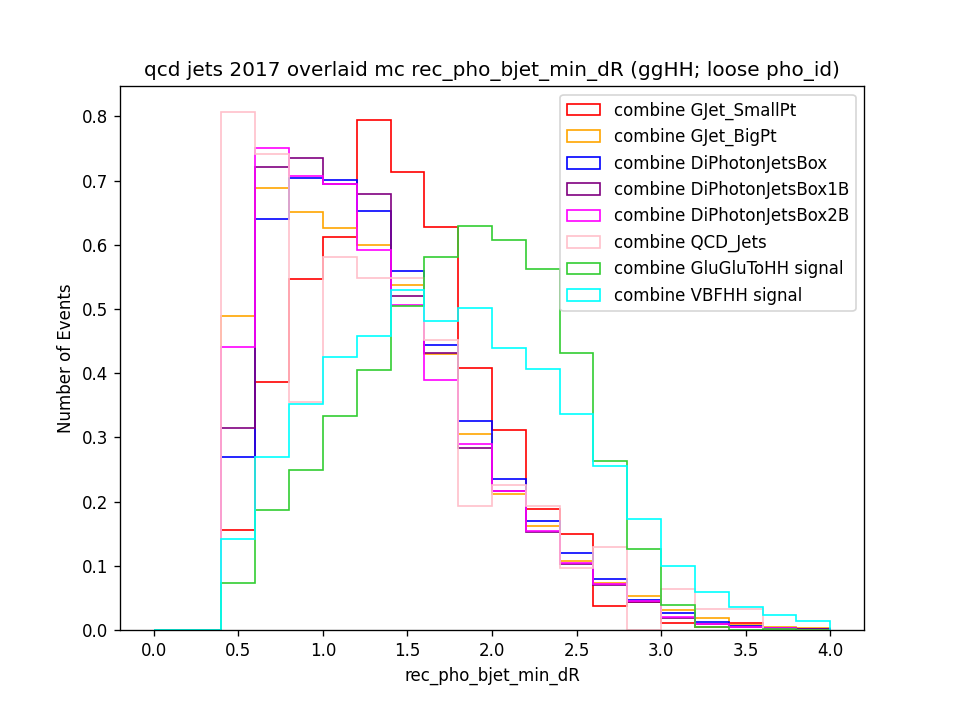 qcd jets 2017 overlaid mc rec_pho_bjet_min_dR (ggHH; loose pho_id)
combine GJet_SmallPt
combine GJet_BigPt
combine DiPhotonJetsBox
combine DiPhotonJetsBox1B
combine DiPhotonJetsBox2B
combine QCD_Jets
combine GluGluToHH signal
combine VBFHH signal
Number of Events
0.8
0.7
0.6
0.5
0.4
0.3
0.2
0.1
0.0
0.0 0.5 1.0 1.5 2.0 2.5 3.0 3.5 4.0
rec_pho_bjet_min_dR